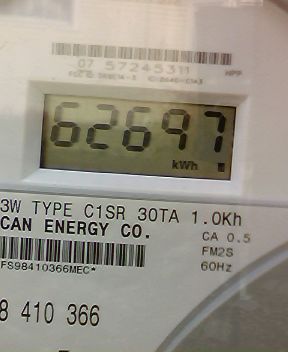 07 57245311
NPP
62697
kWh
3W TYPE C1SR 30TA 1.0Kh
CAN ENERGY CO.
CA 0.5
FM2S
60Hz
FS98410366MEC*
8 410 366